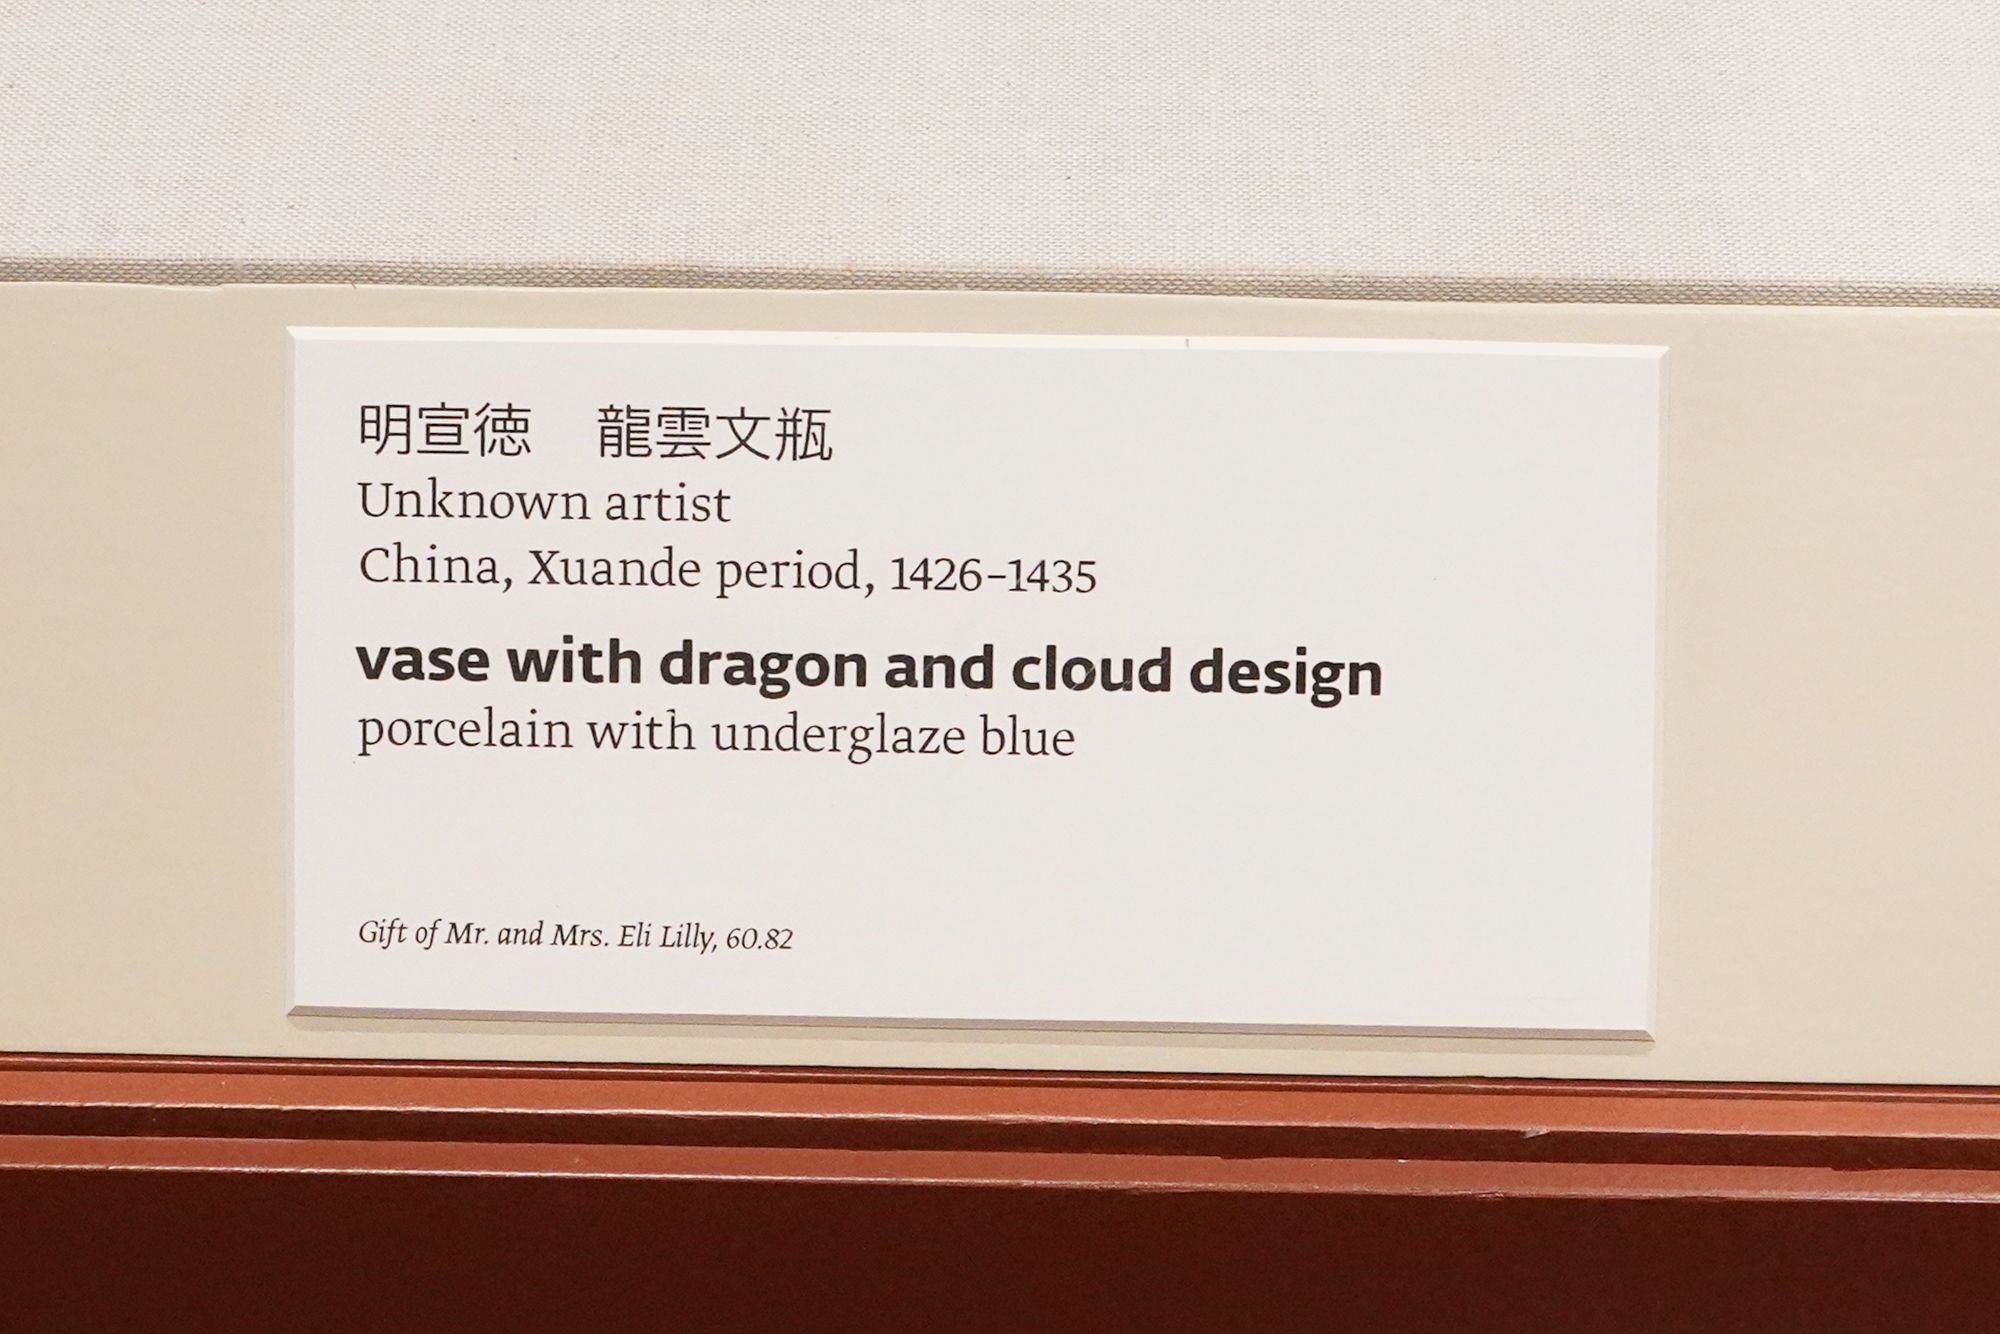 明宣徳　龍雲文瓶
Unknown artist
China, Xuande period, 1426–1435
vase with dragon and cloud design
porcelain with underglaze blue
Gift of Mr. and Mrs. Eli Lilly, 60.82